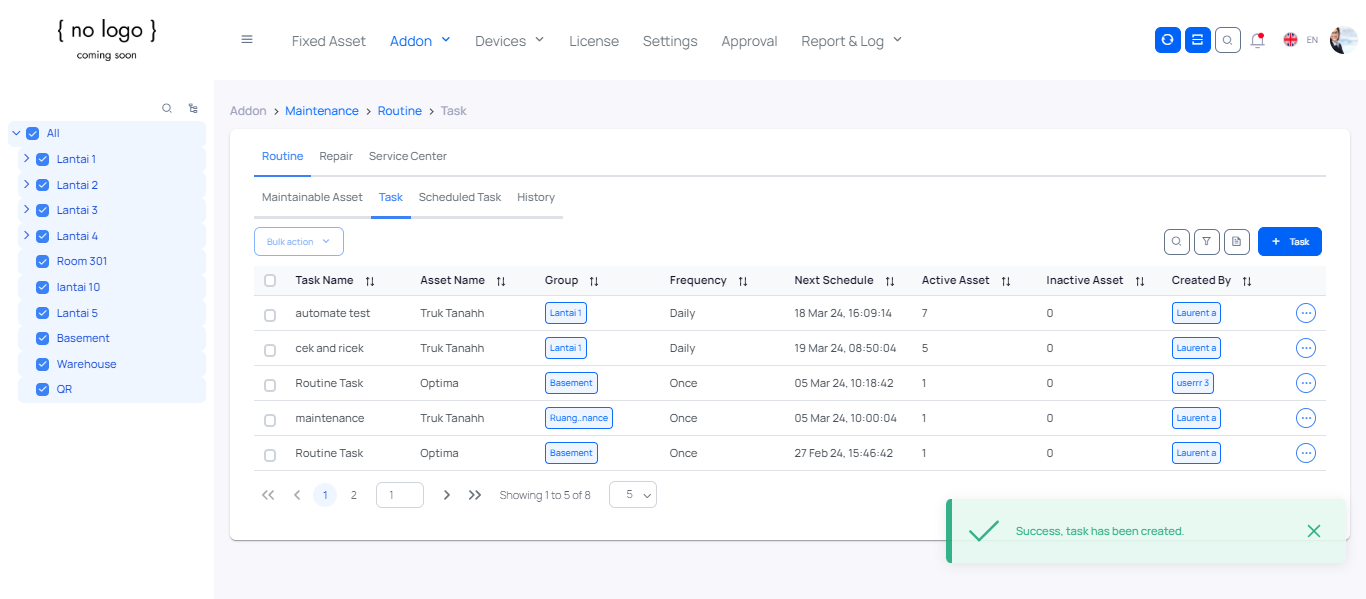 { no logo }
coming soon
Fixed Asset Addon Devices License Settings Approval Report & Log EN
Addon > Maintenance > Routine > Task
All
Lantai 1
Lantai 2
Lantai 3
Lantai 4
Room 301
lantai 10
Lantai 5
Basement
Warehouse
QR
Routine Repair Service Center
Maintainable Asset Task Scheduled Task History
Bulk action + Task
Task Name Asset Name Group Frequency Next Schedule Active Asset Inactive Asset Created By
automate test Truk Tanahh Lantai 1 Daily 18 Mar 24, 16:09:14 7 0 Laurent a
cek and ricek Truk Tanahh Lantai 1 Daily 19 Mar 24, 08:50:04 5 0 Laurent a
Routine Task Optima Basement Once 05 Mar 24, 10:18:42 1 0 userrr 3
maintenance Truk Tanahh Ruang..nance Once 05 Mar 24, 10:00:04 1 0 Laurent a
Routine Task Optima Basement Once 27 Feb 24, 15:46:42 1 0 Laurent a
1 2 1 Showing 1 to 5 of 8 5
Success, task has been created.